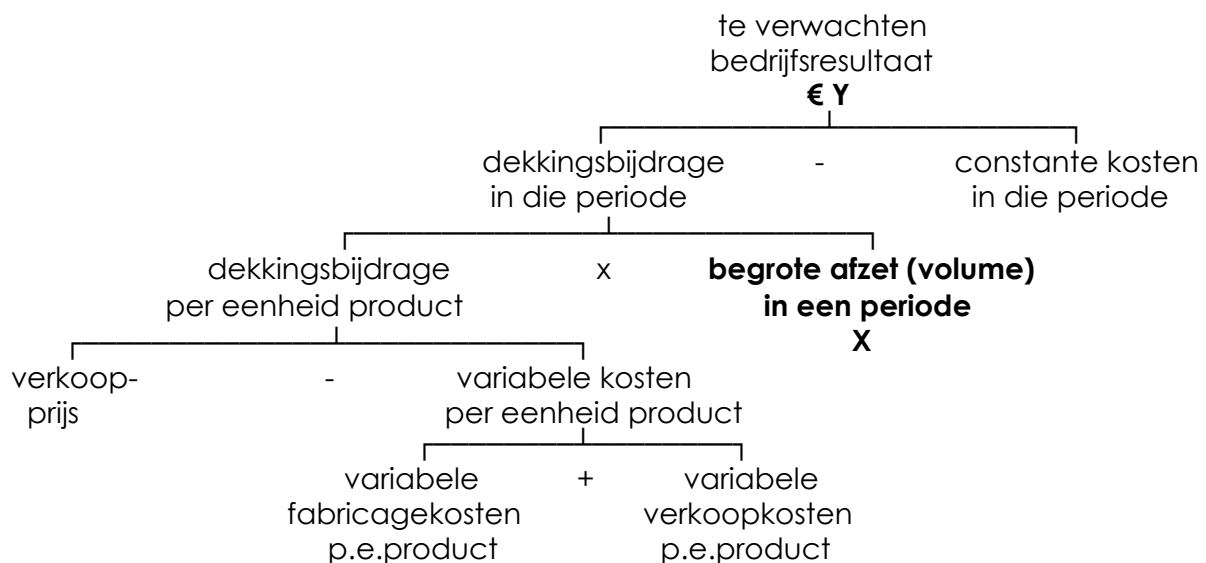 te verwachten
bedrijfsresultaat
€ Y
dekkingsbijdrage - constante kosten
in die periode in die periode
dekkingsbijdrage x begrote afzet (volume)
per eenheid product in een periode
X
verkoop- - variabele kosten
prijs per eenheid product
variabele + variabele
fabricagekosten verkoopkosten
p.e.product p.e.product